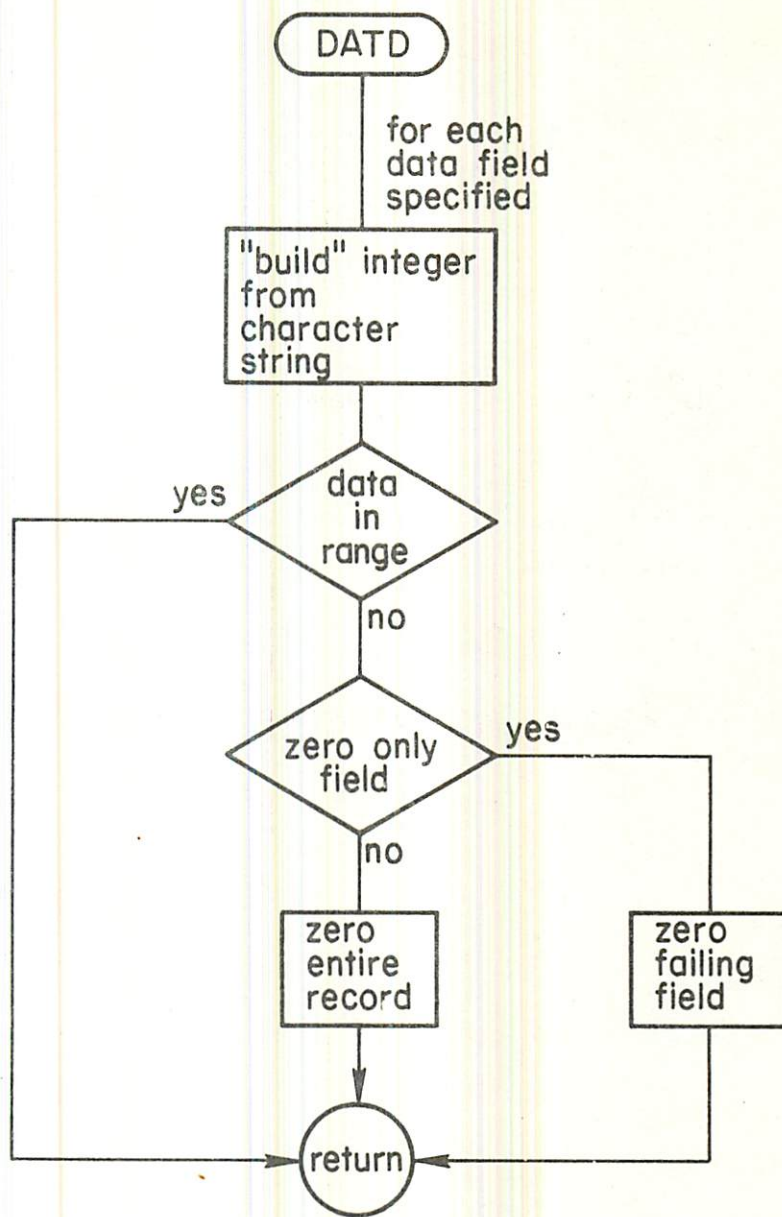 DATD
for each
data field
specified
"build" integer
from
character
string
yes
data
in
range
no
zero only
field
yes
no
zero
entire
record
zero
failing
field
return